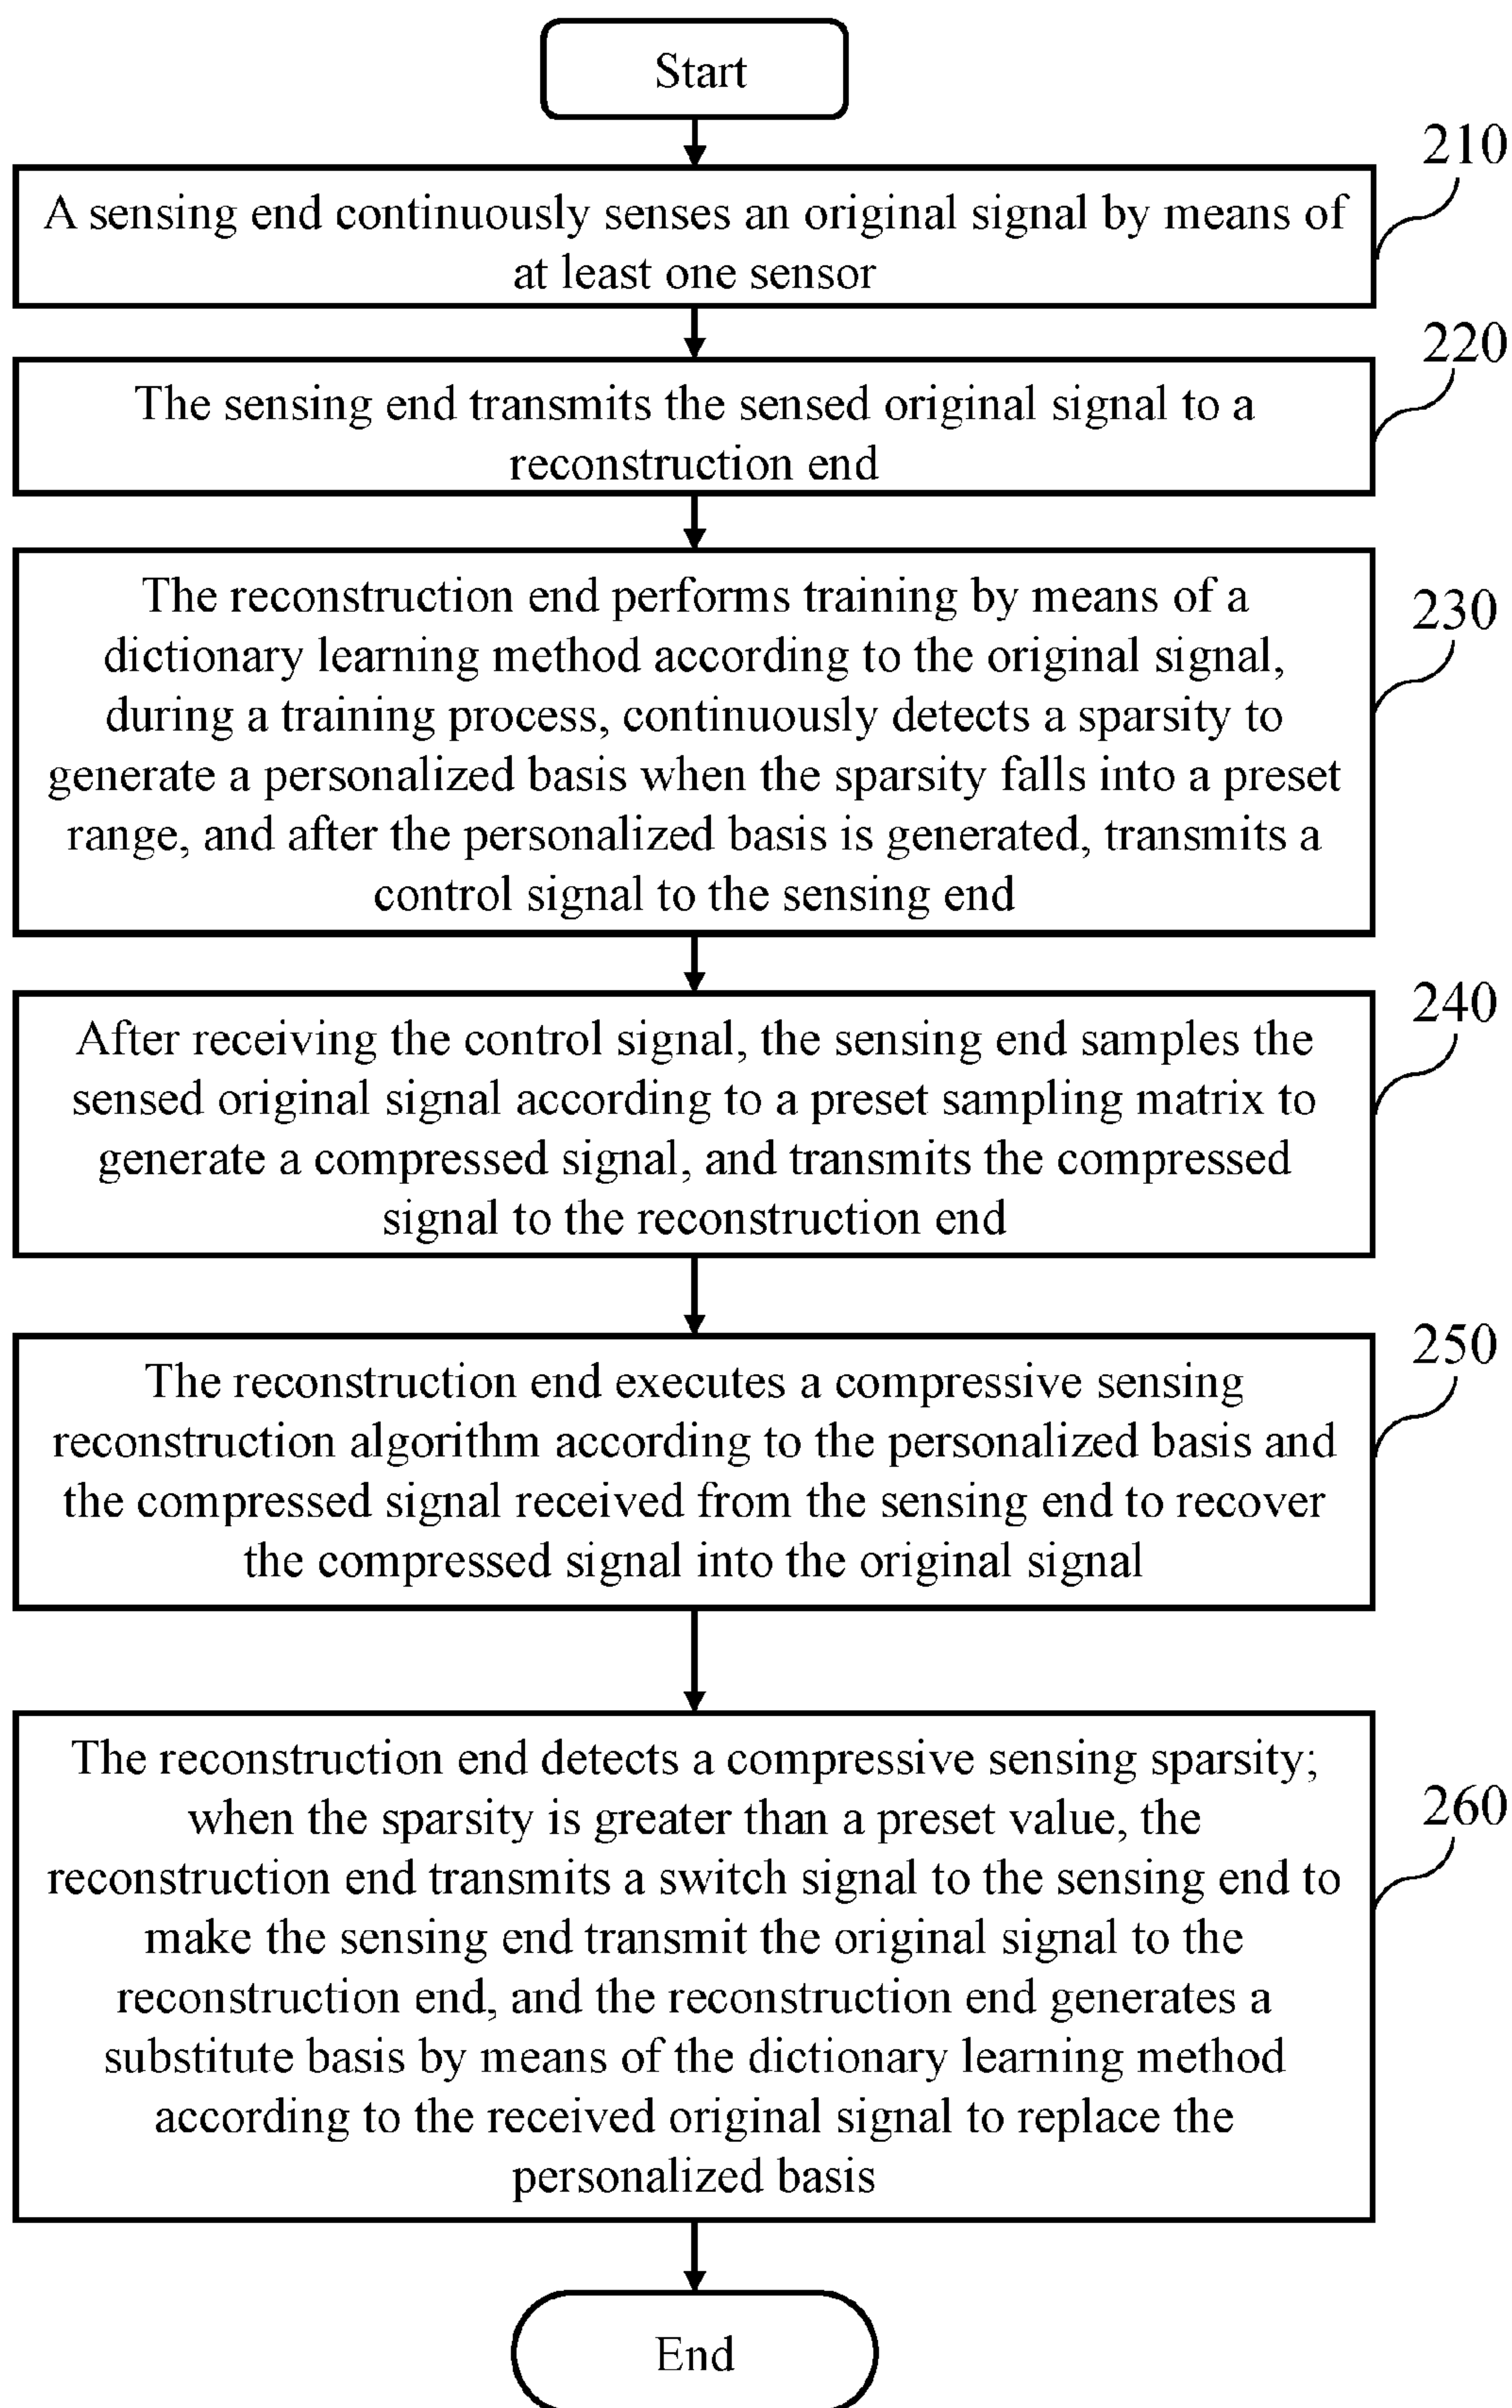 Start
210
A sensing end continuously senses an original signal by means of
at least one sensor
220
The sensing end transmits the sensed original signal to a
reconstruction end
230
The reconstruction end performs training by means of a
dictionary learning method according to the original signal,
during a training process, continuously detects a sparsity to
generate a personalized basis when the sparsity falls into a preset
range, and after the personalized basis is generated, transmits a
control signal to the sensing end
240
After receiving the control signal, the sensing end samples the
sensed original signal according to a preset sampling matrix to
generate a compressed signal, and transmits the compressed
signal to the reconstruction end
250
The reconstruction end executes a compressive sensing
reconstruction algorithm according to the personalized basis and
the compressed signal received from the sensing end to recover
the compressed signal into the original signal
260
The reconstruction end detects a compressive sensing sparsity;
when the sparsity is greater than a preset value, the
reconstruction end transmits a switch signal to the sensing end to
make the sensing end transmit the original signal to the
reconstruction end, and the reconstruction end generates a
substitute basis by means of the dictionary learning method
according to the received original signal to replace the
personalized basis
End